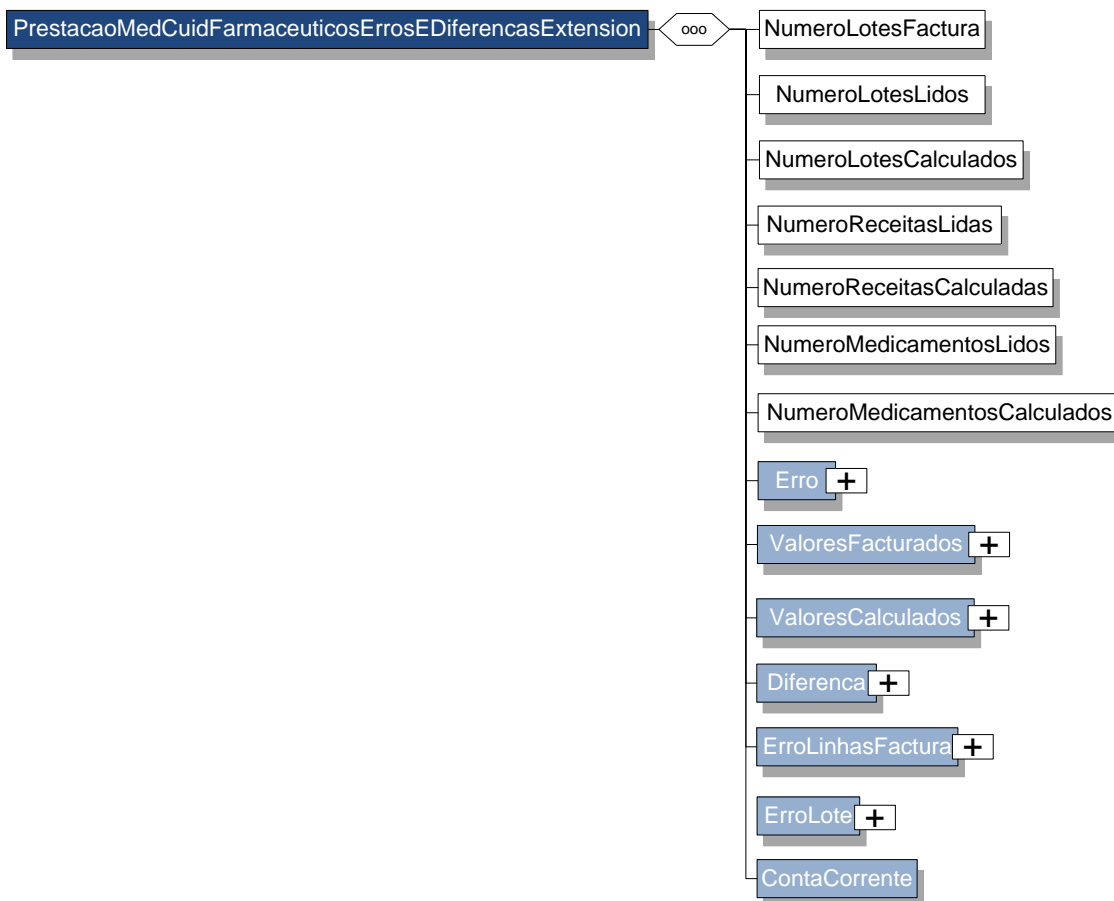 PrestacaoMedCuidFarmaceuticosErrosEDiferencasExtension
ooo
NumeroLotesFactura
NumeroLotesLidos
NumeroLotesCalculados
NumeroReceitasLidas
NumeroReceitasCalculadas
NumeroMedicamentosLidos
NumeroMedicamentosCalculados
Erro +
ValoresFacturados +
ValoresCalculados +
Diferenca +
ErroLinhasFactura +
ErroLote +
ContaCorrente